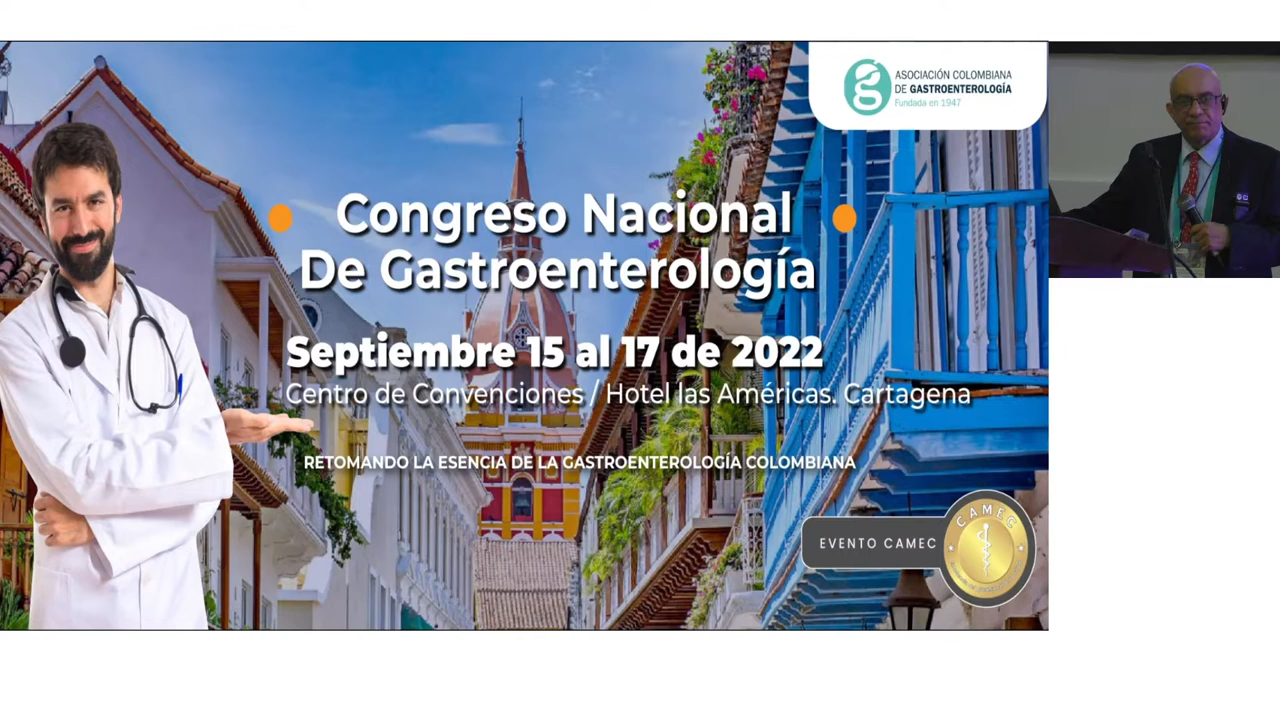 ASOCIACIÓN COLOMBIANA
DE GASTROENTEROLOGÍA
Fundada en 1947
Congreso Nacional
De Gastroenterología
Septiembre 15 al 17 de 2022
Centro de Convenciones / Hotel las Américas. Cartagena
RETOMANDO LA ESENCIA DE LA GASTROENTEROLOGÍA COLOMBIANA
EVENTO CAMEC
CAMEC